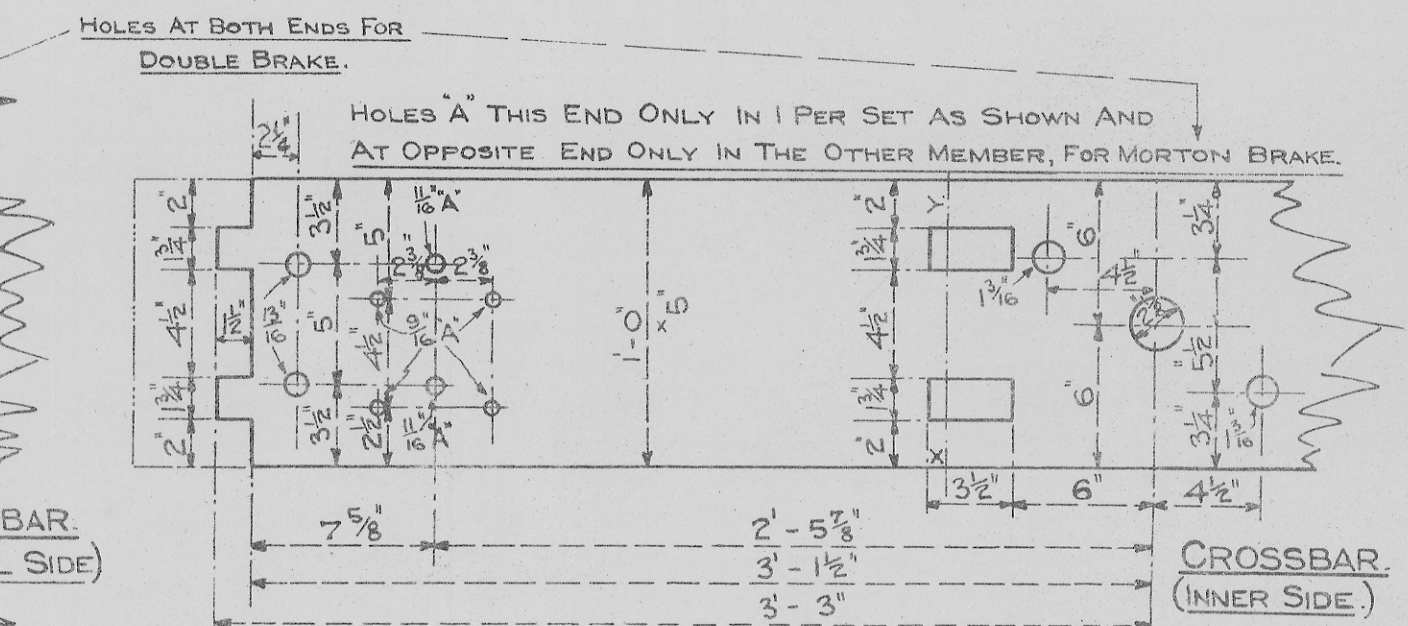 HOLES AT BOTH ENDS FOR
DOUBLE BRAKE.
HOLES "A" THIS END ONLY IN 1 PER SET AS SHOWN AND
AT OPPOSITE END ONLY IN THE OTHER MEMBER, FOR MORTON BRAKE.
2¼"
2"
1¾"
4½"
1¾"
2"
1½"
1 3/16"
3½"
5"
3½"
5"
4½"
2½"
11/16" "A"
2⅜"
2⅜"
9/16" "A"
11/16" "A"
1'-0"
× 5"
2"
1¾"
4½"
1¾"
2'
Y
X
1 3/16"
6"
6"
4½"
3¼"
5½"
3¼"
1 3/16"
3½"
6"
4½"
7⅝"
2'-5⅞"
3'-1½"
3'-3"
BAR.
SIDE)
CROSSBAR.
(INNER SIDE.)